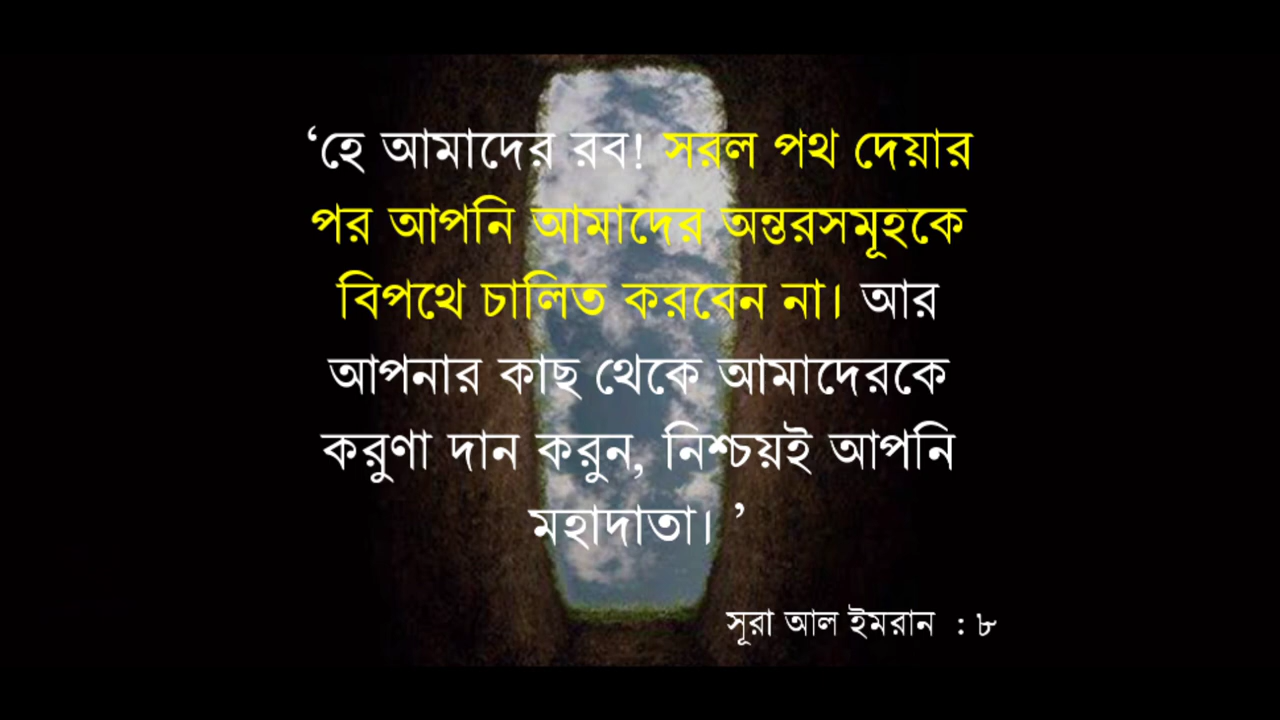 ‘হে আমাদের রব! সরল পথ দেয়ার
পর আপনি আমাদের অন্তরসমূহকে
বিপথে চালিত করবেন না। আর
আপনার কাছ থেকে আমাদেরকে
করুণা দান করুন, নিশ্চয়ই আপনি
মহাদাতা। ’
সূরা আল ইমরান : ৮